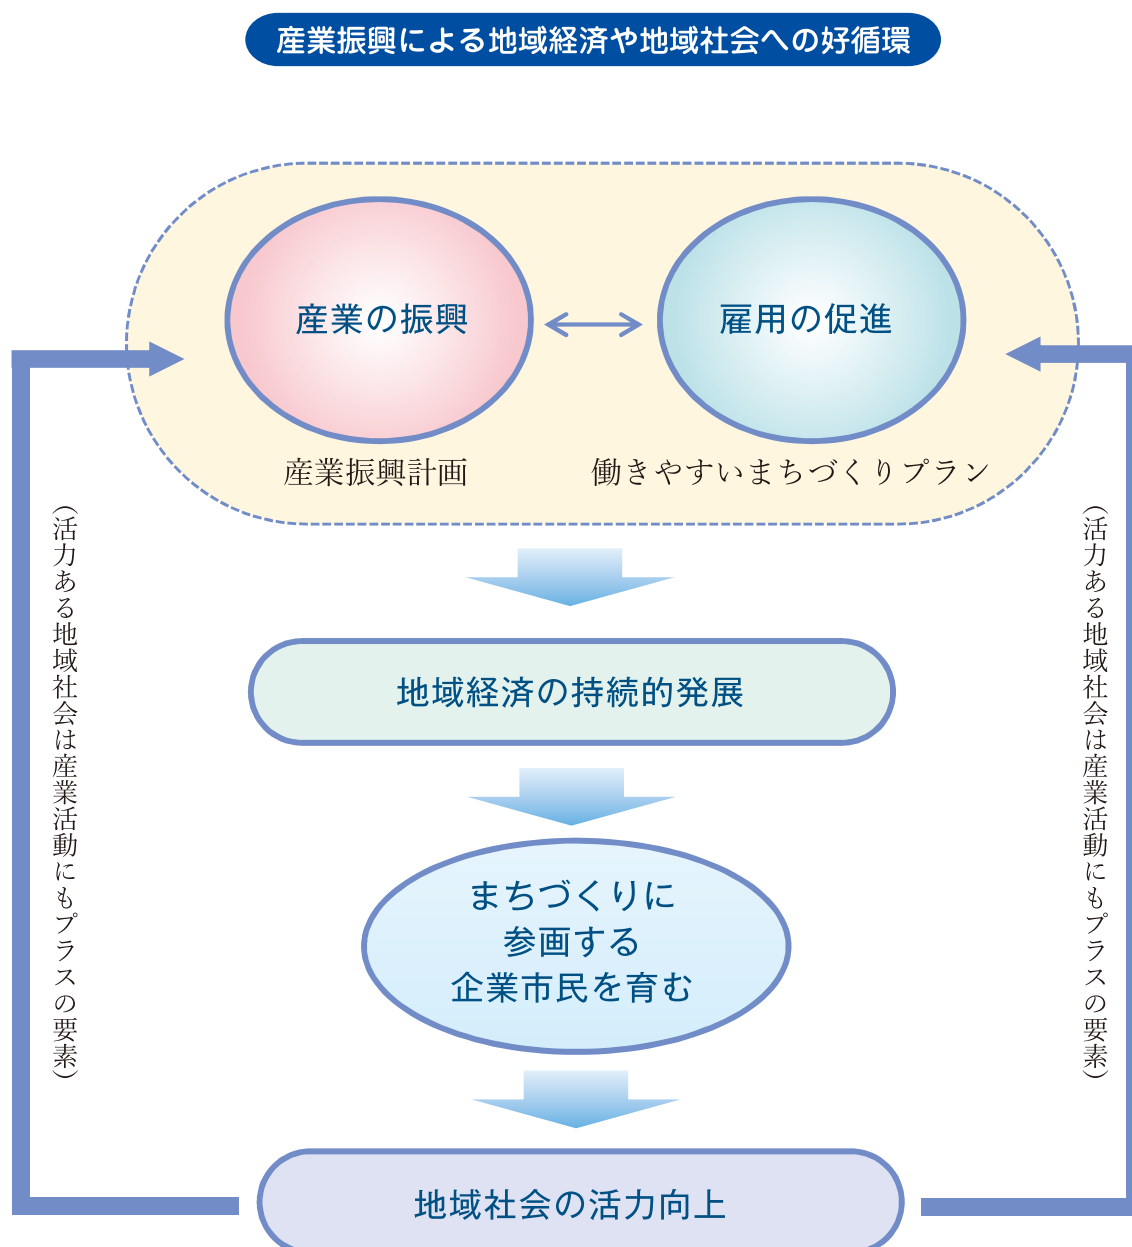 産業振興による地域経済や地域社会への好循環
産業の振興
雇用の促進
産業振興計画
働きやすいまちづくりプラン
(活力ある地域社会は産業活動にもプラスの要素)
(活力ある地域社会は産業活動にもプラスの要素)
地域経済の持続的発展
まちづくりに
参画する
企業市民を育む
地域社会の活力向上